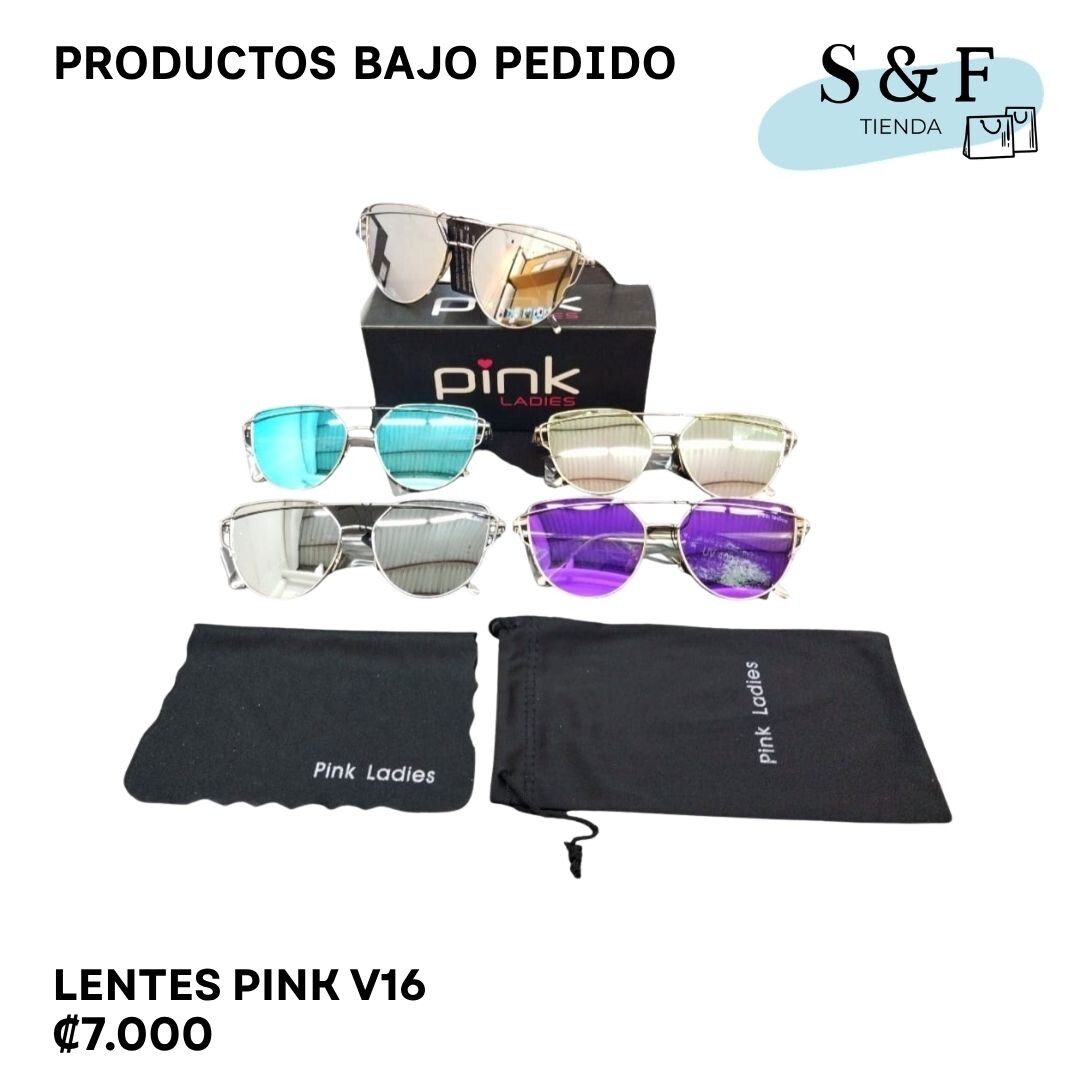 PRODUCTOS BAJO PEDIDO
S & F
TIENDA
pink
LADIES
Pink Ladies
Pink Ladies
LENTES PINK V16
₡7.000